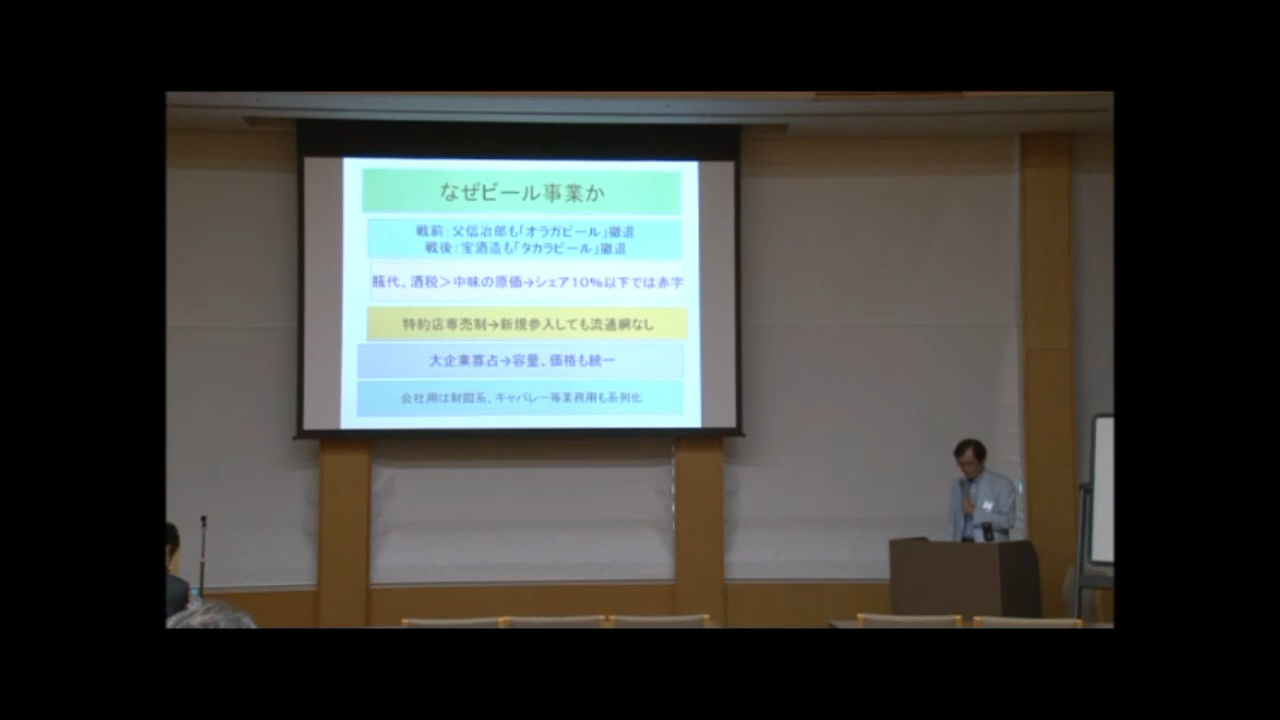 なぜビール事業か
戦前：父信治郎も「オラガビール」撤退
戦後：宝酒造も「タカラビール」撤退
瓶代、酒税＞中味の原価→シェア10%以下では赤字
特約店専売制→新規参入しても流通網なし
大企業寡占→容量、価格も統一
会社用は財閥系、キャバレー等業務用も系列化